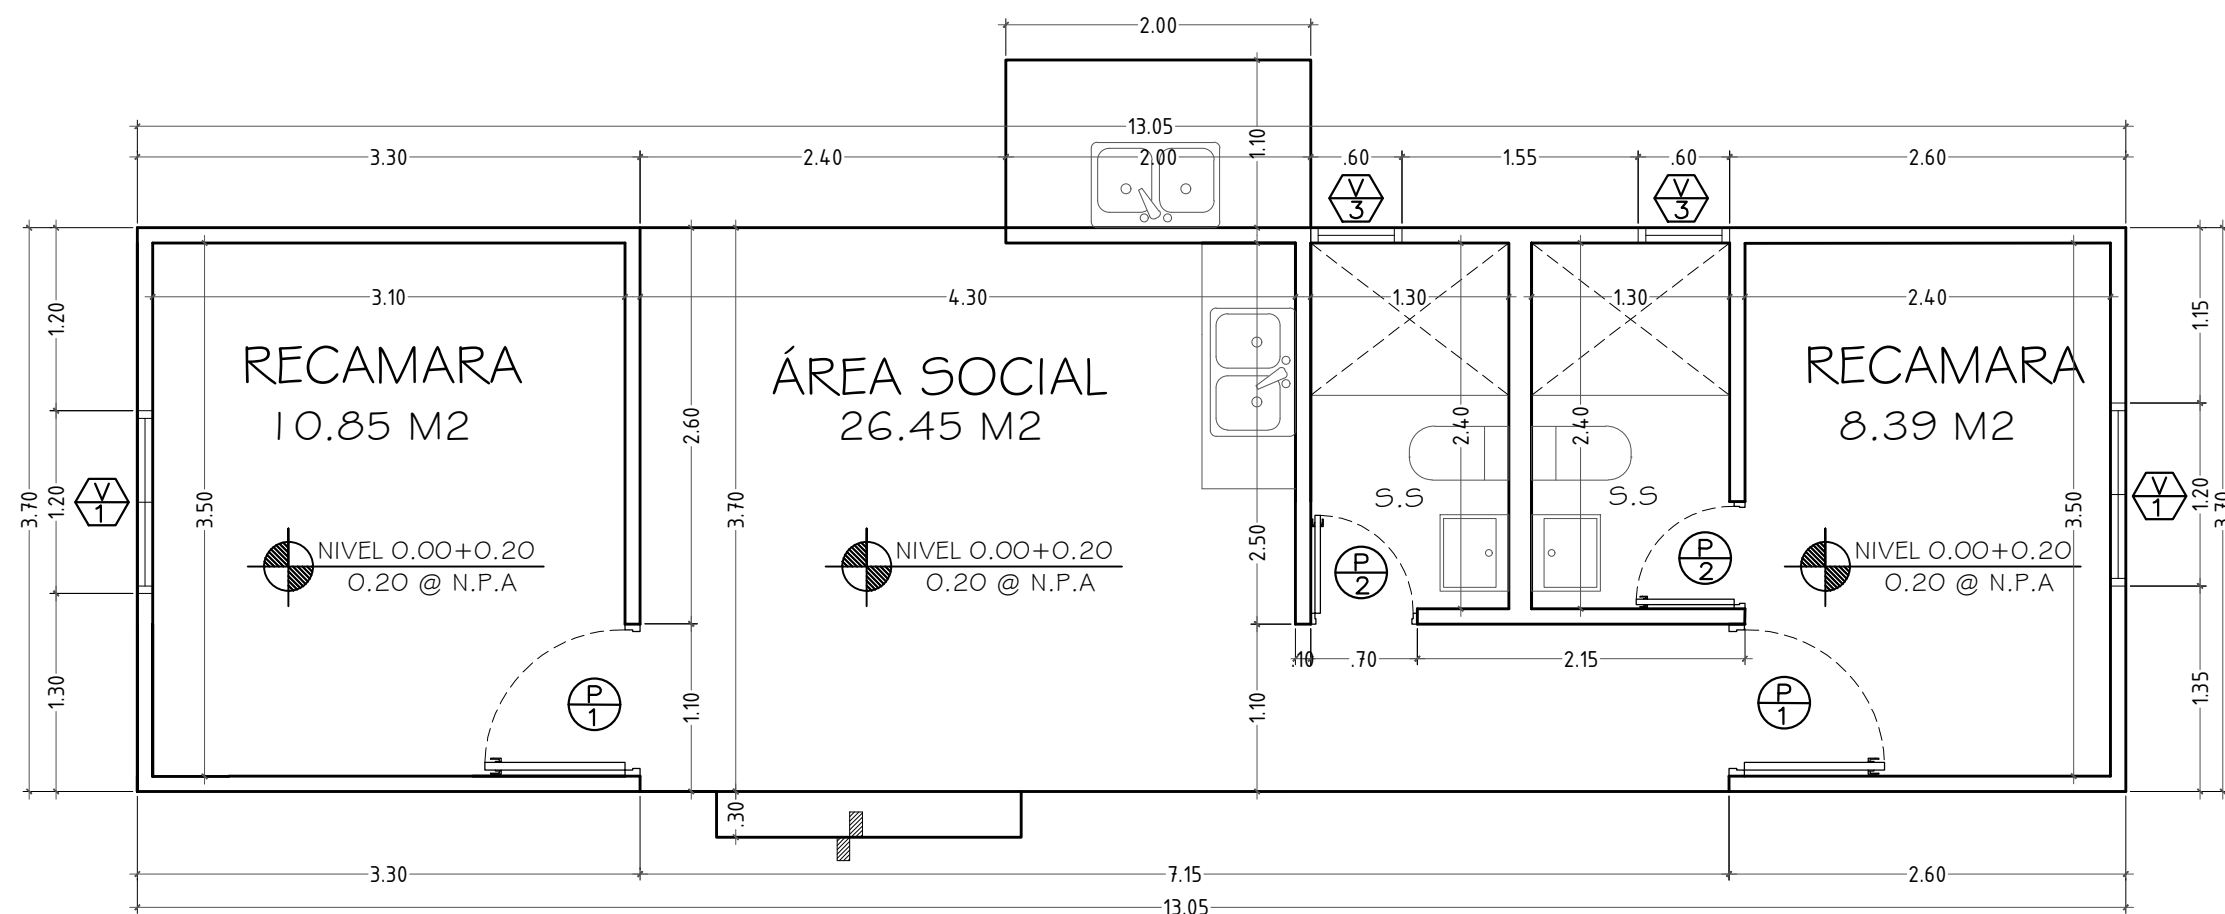 2.00
13.05
1.10
3.30
2.40
2.00
.60
1.55
.60
2.60
V
3
V
3
3.10
4.30
1.30
1.30
2.40
1.20
1.15
RECAMARA
10.85 M2
ÁREA SOCIAL
26.45 M2
RECAMARA
8.39 M2
2.60
2.40
2.40
3.70
1.20
V
1
3.50
3.70
2.50
S.S
S.S
3.50
1.20
V
1
3.70
NIVEL 0.00+0.20
0.20 @ N.P.A
NIVEL 0.00+0.20
0.20 @ N.P.A
P
2
P
2
NIVEL 0.00+0.20
0.20 @ N.P.A
.10
.70
2.15
1.30
P
1
1.10
1.10
P
1
1.35
.30
3.30
7.15
2.60
13.05